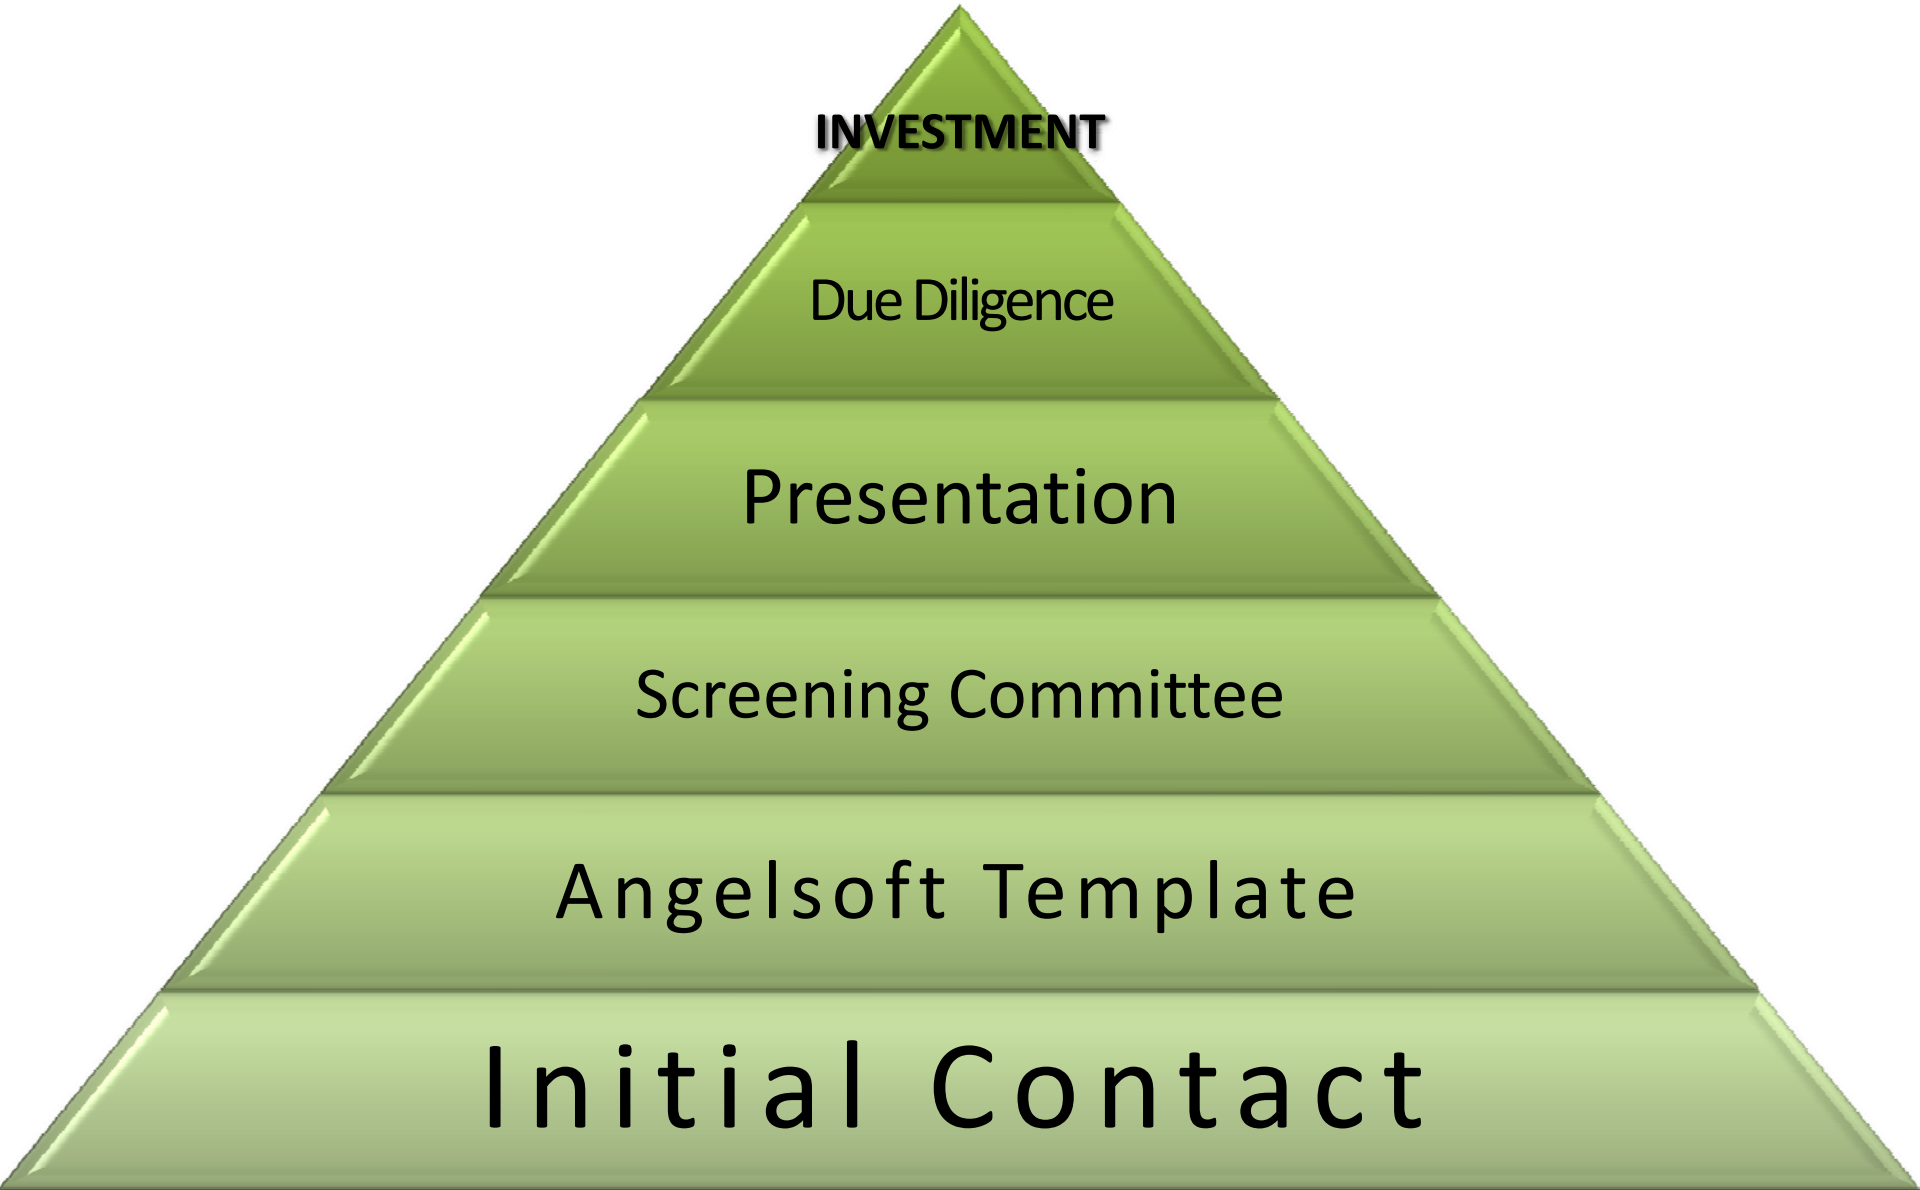 INVESTMENT
Due Diligence
Presentation
Screening Committee
Angelsoft Template
Initial Contact